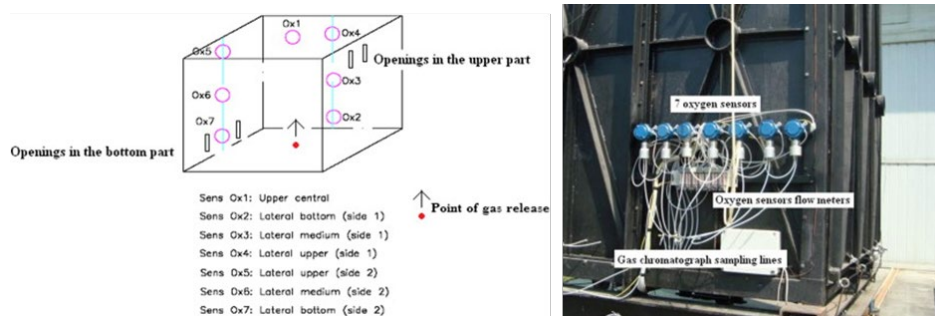 Ox1
Ox4
Ox5
Openings in the upper part
Ox3
Ox6
Ox7
Ox2
Openings in the bottom part
Sens Ox1: Upper central
Sens Ox2: Lateral bottom (side 1)
Sens Ox3: Lateral medium (side 1)
Sens Ox4: Lateral upper (side 1)
Sens Ox5: Lateral upper (side 2)
Sens Ox6: Lateral medium (side 2)
Sens Ox7: Lateral bottom (side 2)
Point of gas release
7 oxygen sensors
Oxygen sensors flow meters
Gas chromatograph sampling lines